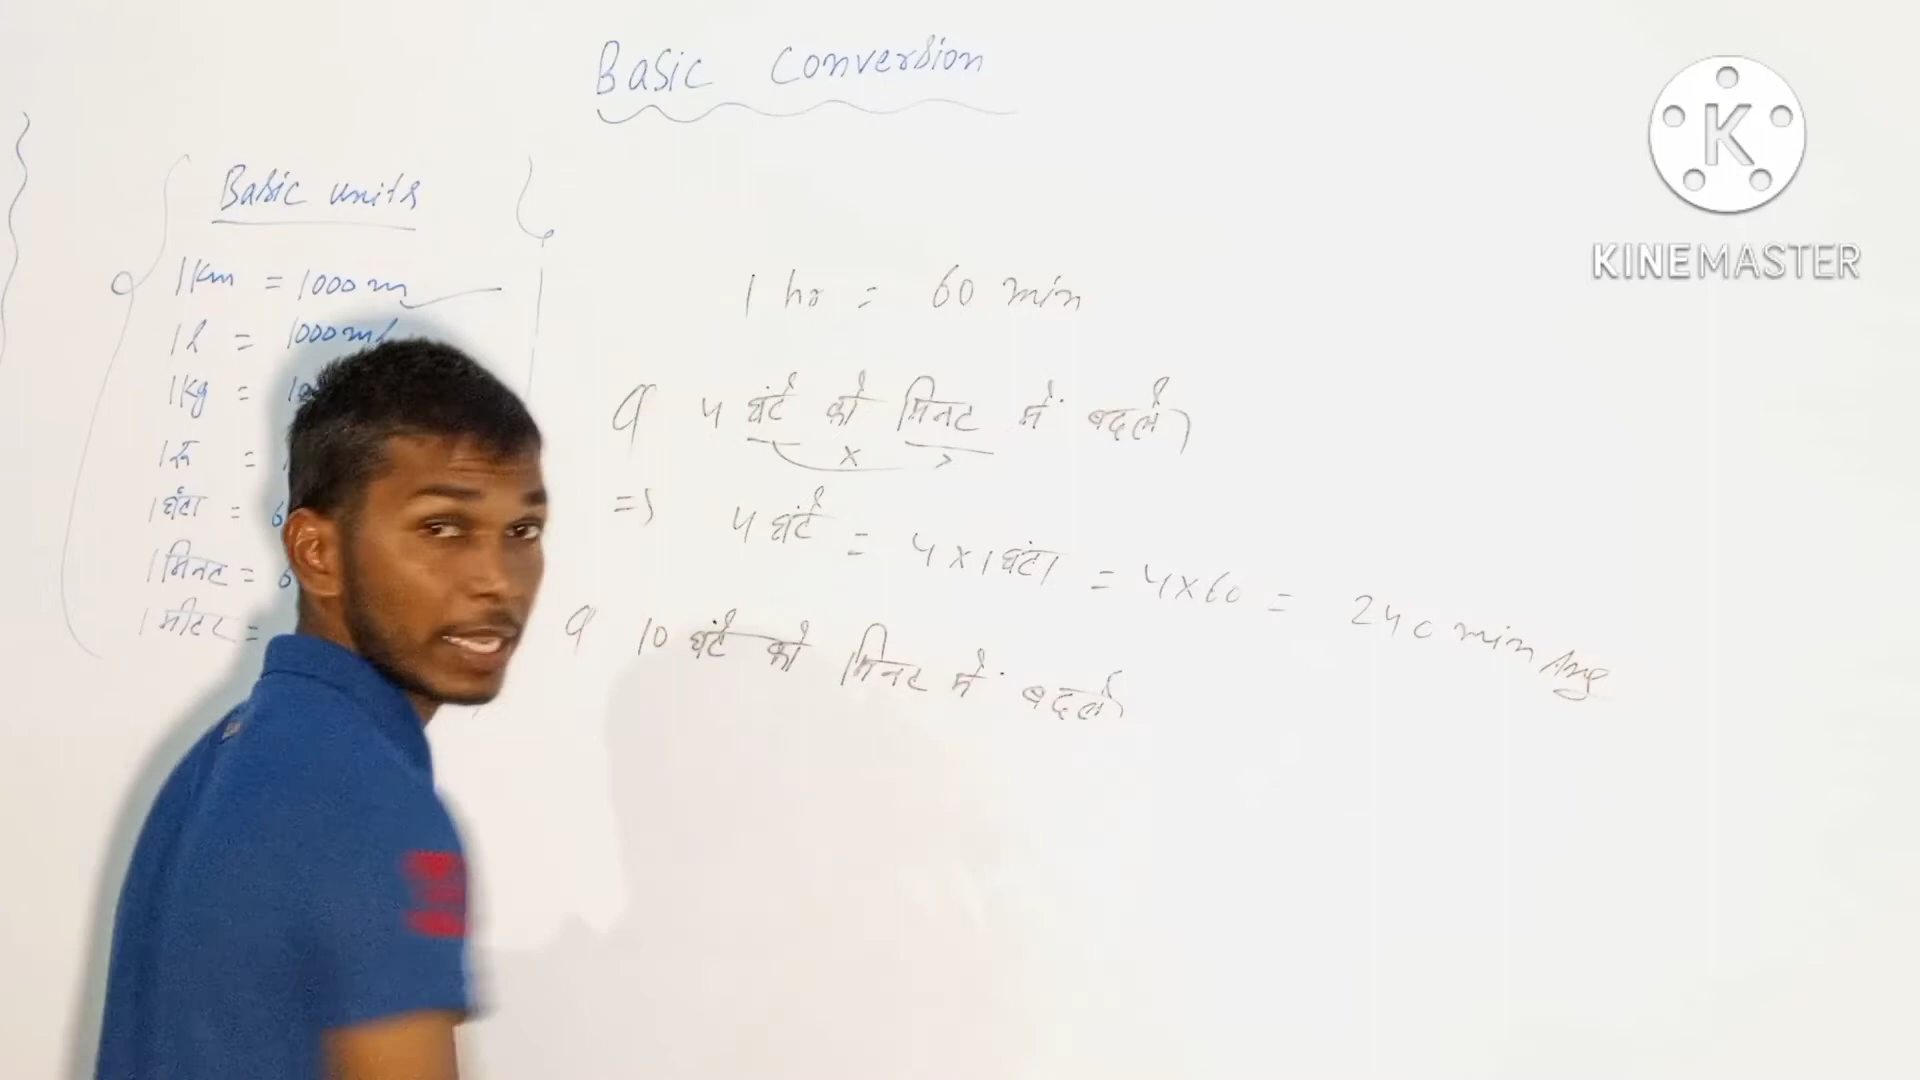 Basic Conversion
Basic units
1 Km = 1000 m
1 l = 1000 ml
1 Kg =
1 रु =
1 घंटा = 6
1 मिनट = 6
1 मीटर =
1 hr = 60 min
Q 4 घंटे को मिनट में बदलें
×
=> 4 घंटे = 4 × 1 घंटा = 4 × 60 = 240 min Ans
Q 10 घंटे को मिनट में बदलें
K
KINEMASTER